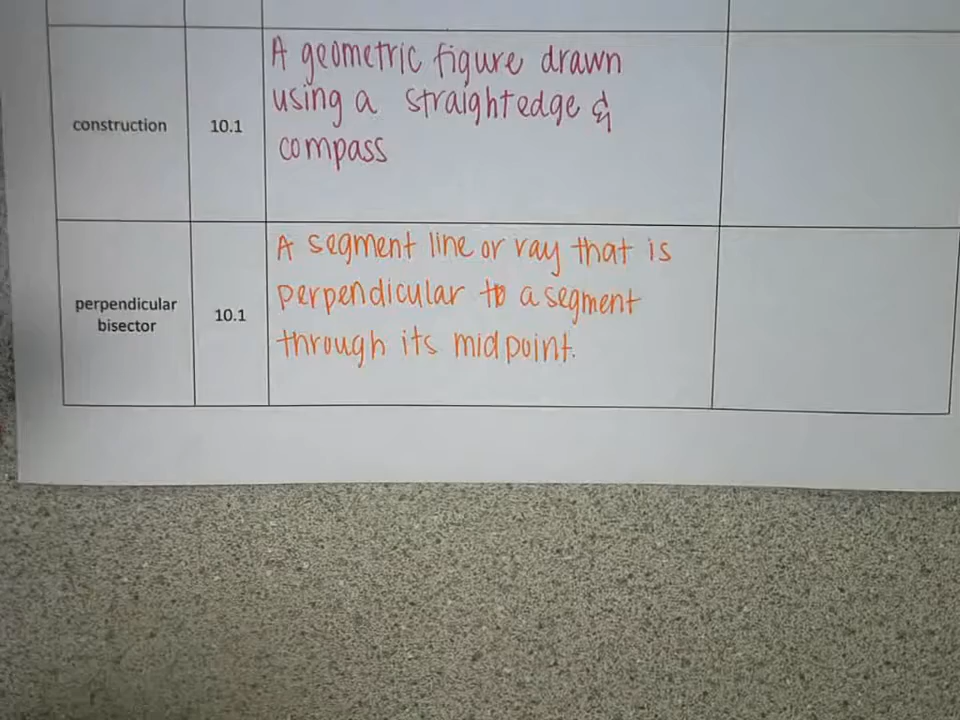 construction
10.1
A geometric figure drawn
using a straightedge &
compass
perpendicular
bisector
10.1
A segment line or ray that is
perpendicular to a segment
through its midpoint.